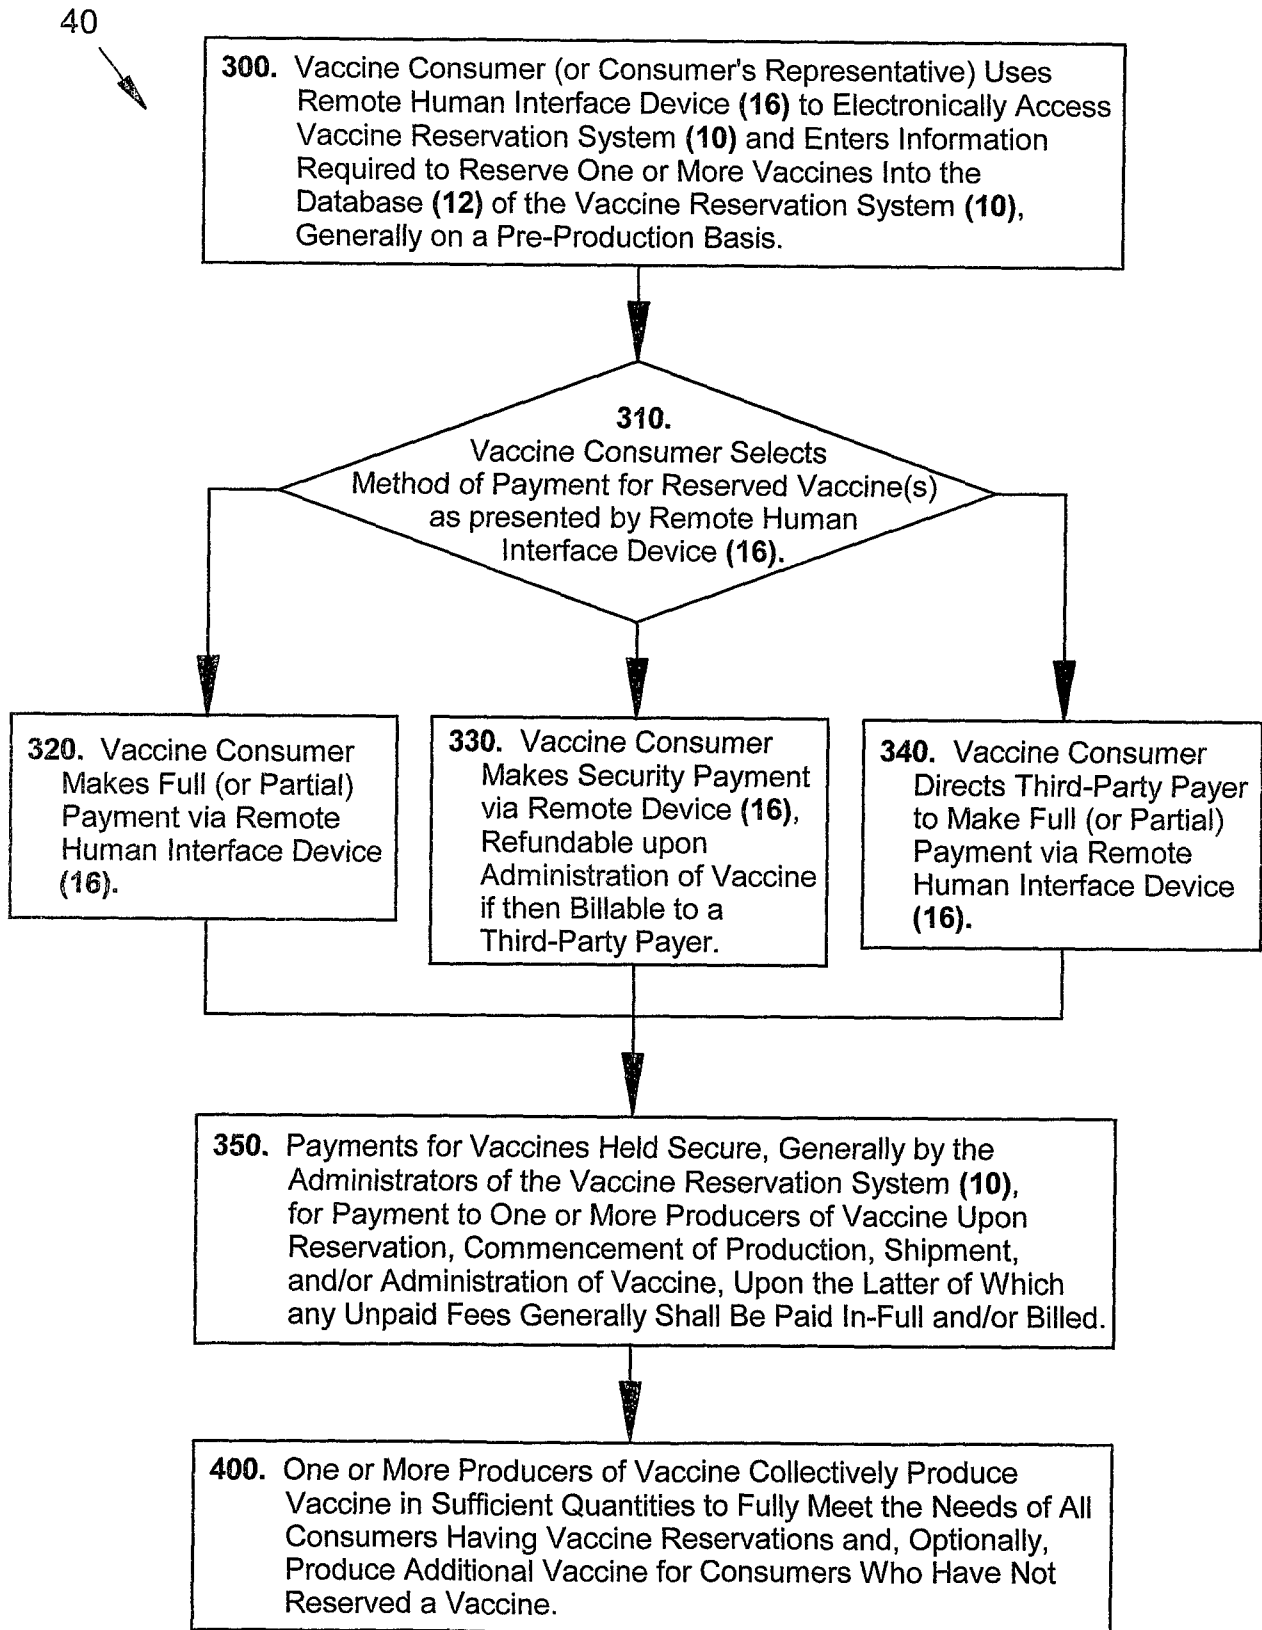 40
300. Vaccine Consumer (or Consumer's Representative) Uses
Remote Human Interface Device (16) to Electronically Access
Vaccine Reservation System (10) and Enters Information
Required to Reserve One or More Vaccines Into the
Database (12) of the Vaccine Reservation System (10),
Generally on a Pre-Production Basis.
310.
Vaccine Consumer Selects
Method of Payment for Reserved Vaccine(s)
as presented by Remote Human
Interface Device (16).
320. Vaccine Consumer
Makes Full (or Partial)
Payment via Remote
Human Interface Device
(16).
330. Vaccine Consumer
Makes Security Payment
via Remote Device (16),
Refundable upon
Administration of Vaccine
if then Billable to a
Third-Party Payer.
340. Vaccine Consumer
Directs Third-Party Payer
to Make Full (or Partial)
Payment via Remote
Human Interface Device
(16).
350. Payments for Vaccines Held Secure, Generally by the
Administrators of the Vaccine Reservation System (10),
for Payment to One or More Producers of Vaccine Upon
Reservation, Commencement of Production, Shipment,
and/or Administration of Vaccine, Upon the Latter of Which
any Unpaid Fees Generally Shall Be Paid In-Full and/or Billed.
400. One or More Producers of Vaccine Collectively Produce
Vaccine in Sufficient Quantities to Fully Meet the Needs of All
Consumers Having Vaccine Reservations and, Optionally,
Produce Additional Vaccine for Consumers Who Have Not
Reserved a Vaccine.